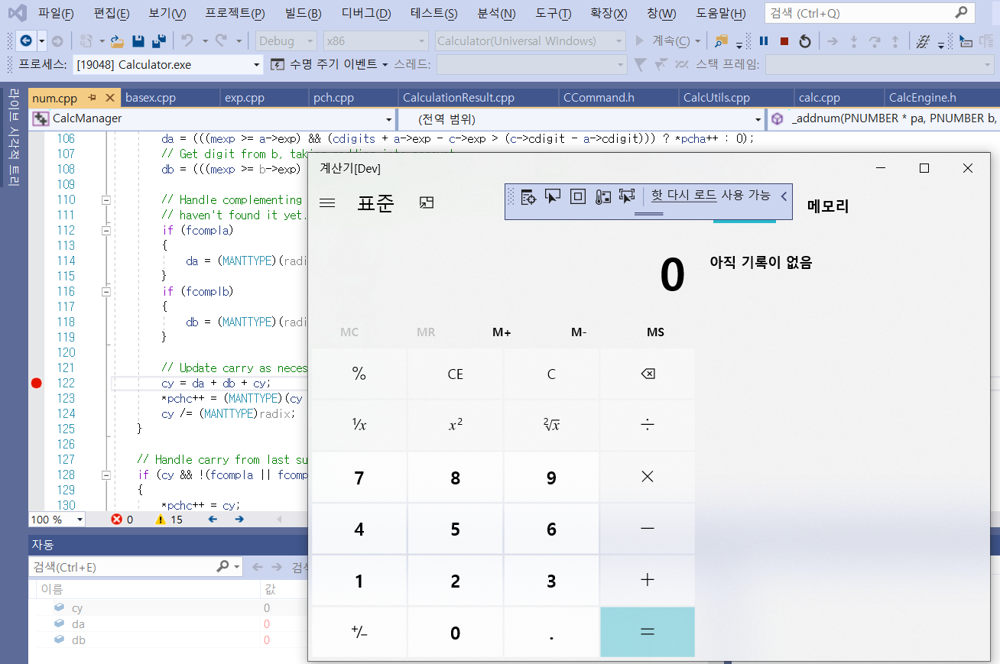 파일(F) 편집(E) 보기(V) 프로젝트(P) 빌드(B) 디버그(D) 테스트(S) 분석(N) 도구(T) 확장(X) 창(W) 도움말(H) 검색 (Ctrl+Q)
Debug x86 Calculator(Universal Windows) 계속(C)
프로세스: [19048] Calculator.exe 수명 주기 이벤트 스레드: 스택 프레임:
라이브 시각적 트리
num.cpp basex.cpp exp.cpp pch.cpp CalculationResult.cpp CCommand.h CalcUtils.cpp calc.cpp CalcEngine.h
CalcManager (전역 범위) _addnum(PNUMBER * pa, PNUMBER b,
106 da = (((mexp >= a->exp) && (cdigits + a->exp - c->exp > (c->cdigit - a->cdigit))) ? *pcha++ : 0);
107 // Get digit from b, tak
108 db = (((mexp >= b->exp)
109
110 // Handle complementing
111 // haven't found it yet.
112 if (fcompla)
113 {
114 da = (MANTTYPE)(radi
115 }
116 if (fcomplb)
117 {
118 db = (MANTTYPE)(radi
119 }
120
121 // Update carry as neces
122 cy = da + db + cy;
123 *pchc++ = (MANTTYPE)(cy
124 cy /= (MANTTYPE)radix;
125 }
126
127 // Handle carry from last su
128 if (cy && !(fcompla || fcomp
129 {
130 *pchc++ = cy;
100 % 0 15
자동
검색(Ctrl+E)
이름 값
cy 0
da 0
db 0
계산기[Dev]
표준
핫 다시 로드 사용 가능
메모리
0
아직 기록이 없음
MC MR M+ M- MS
% CE C
¹/x x² ²√x ÷
7 8 9 ×
4 5 6 −
1 2 3 +
+/− 0 . =